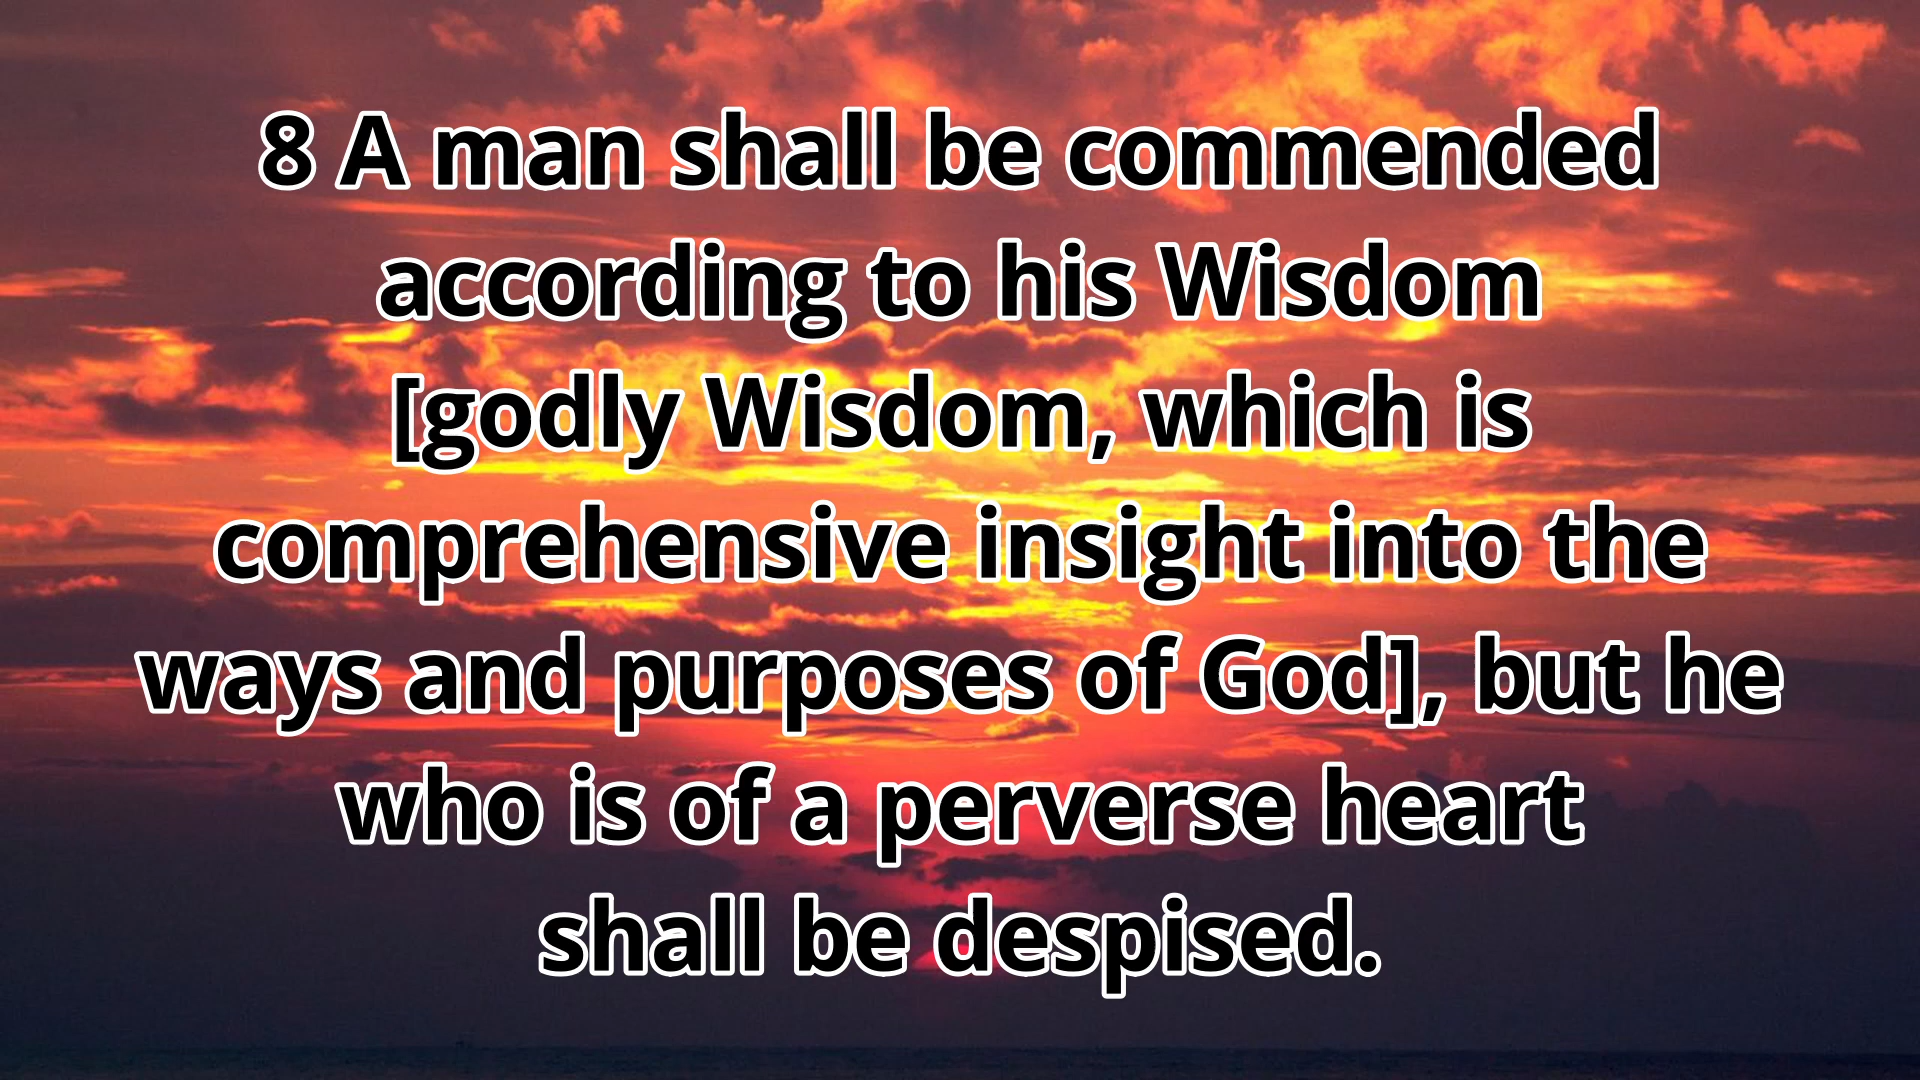 8 A man shall be commended
according to his Wisdom
[godly Wisdom, which is
comprehensive insight into the
ways and purposes of God], but he
who is of a perverse heart
shall be despised.